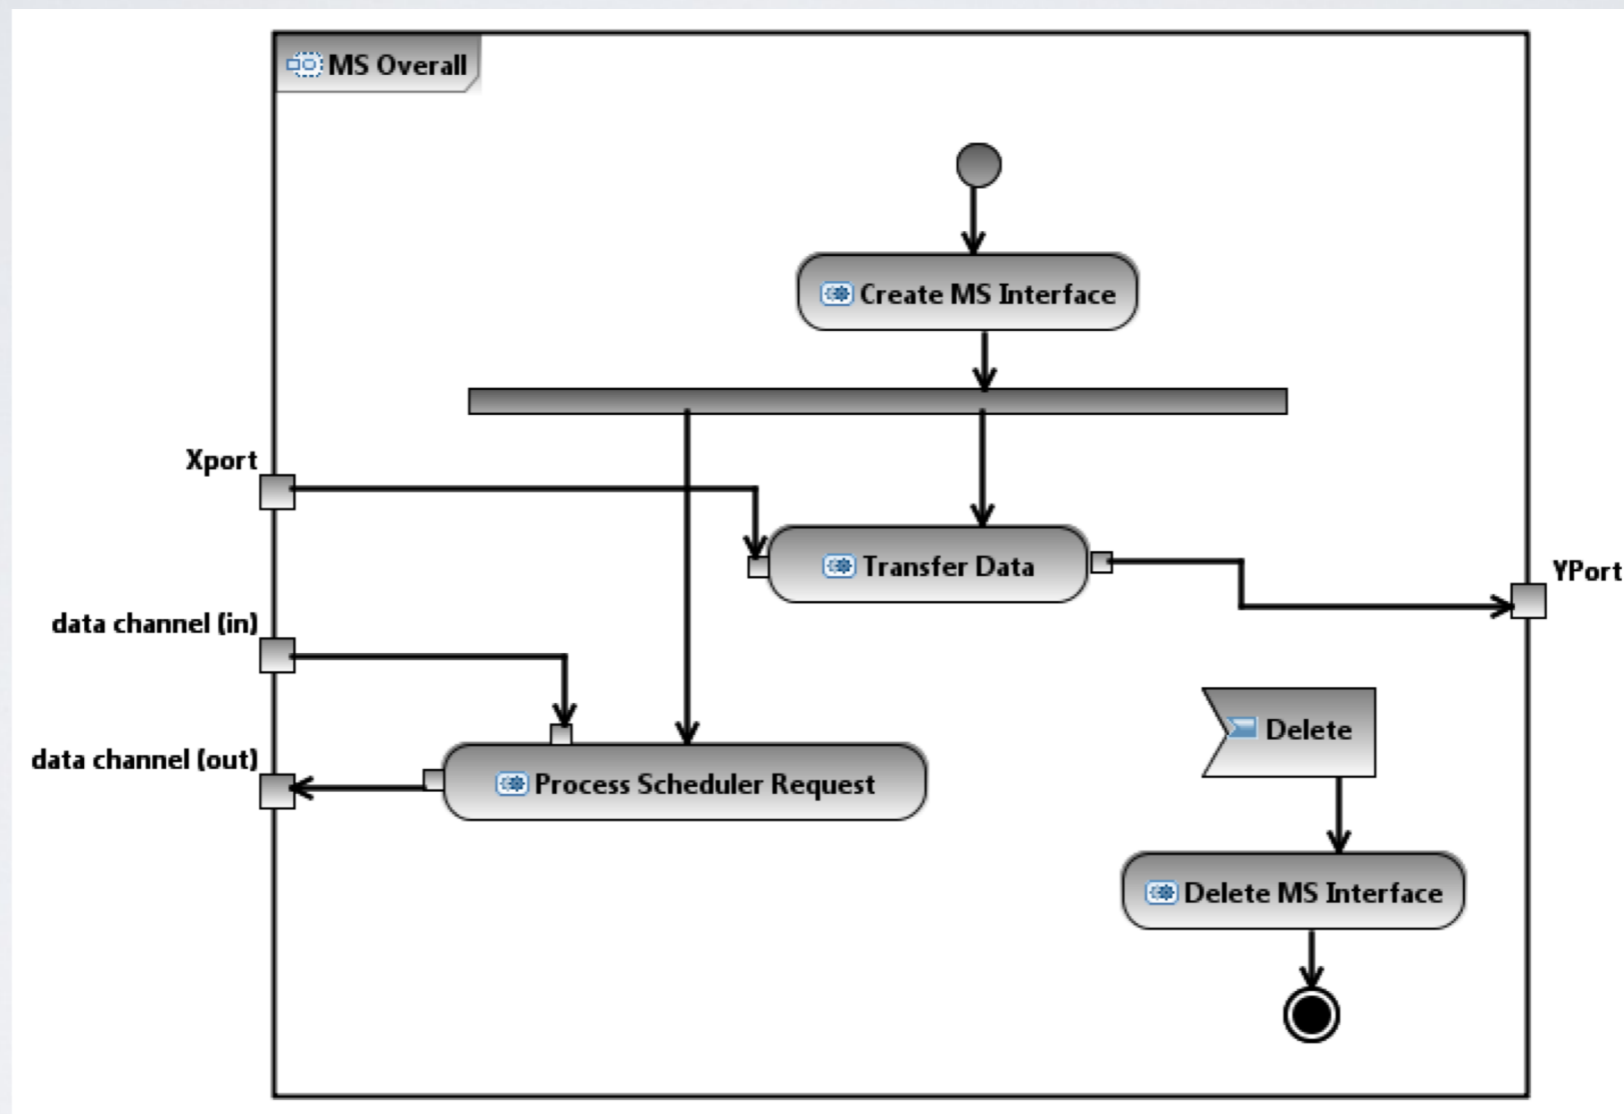 MS Overall
Create MS Interface
Xport
Transfer Data
YPort
data channel (in)
Delete
data channel (out)
Process Scheduler Request
Delete MS Interface